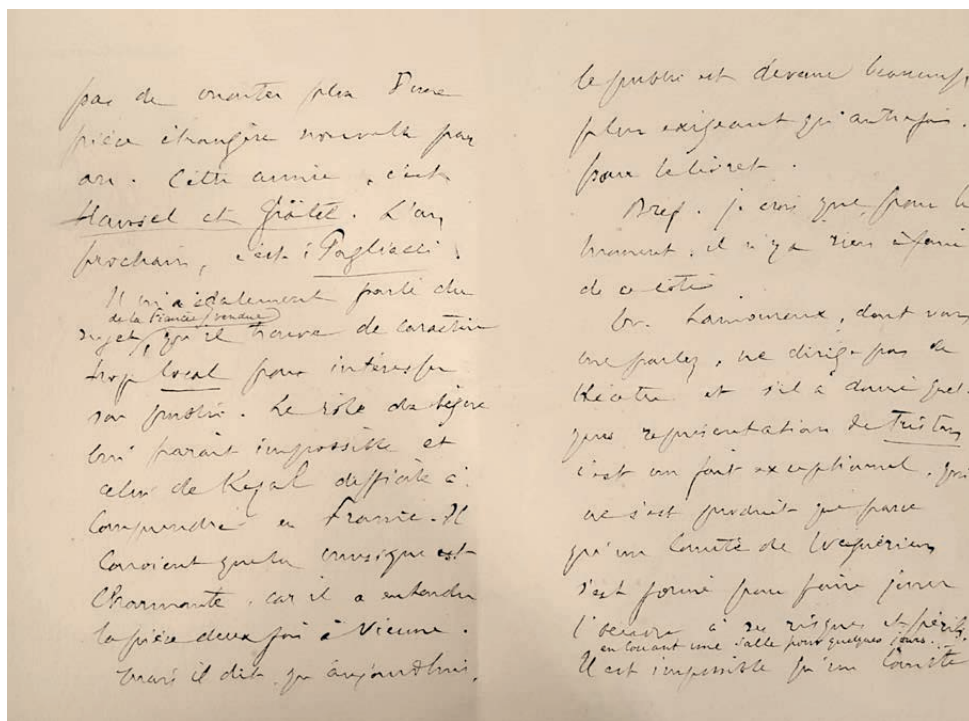 pas de monter plus d'une
pièce étrangère nouvelle par
an. Cette année, c'est
Hansel et Grötel. L'an
prochain, c'est : Pagliacci.
Il m'a également parlé du
de la Fiancée vendue
sujet, qu'il trouve de caractère
trop local pour intéresser
son public. Le rôle du bègue
lui paraît impossible et
celui de Kezal difficile à
comprendre en France. Il
convient que la musique est
charmante, car il a entendu
la pièce deux fois à Vienne.
Mais il dit qu'aujourd'hui,
le public est devenu beaucoup
plus exigeant qu'autrefois.
pour le livret.
Bref. je crois que, pour le
moment, il n'y a rien à faire
de ce côté
Or. Lamoureux, dont vous
me parlez, ne dirige pas de
théâtre et s'il a donné quel-
ques représentations de Tristan,
c'est un fait exceptionnel, qui
ne s'est produit que parce
qu'un Comité de Wagnériens
s'est formé pour faire jouer
l'oeuvre à ses risques et périls,
en louant une salle pour quelques jours.
Il est impossible qu'un Comité